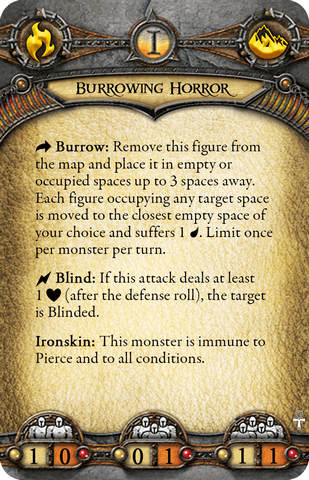 I
Burrowing Horror
Burrow: Remove this figure from
the map and place it in empty or
occupied spaces up to 3 spaces away.
Each figure occupying any target space
is moved to the closest empty space of
your choice and suffers 1 . Limit once
per monster per turn.
Blind: If this attack deals at least
1 (after the defense roll), the target
is Blinded.
Ironskin: This monster is immune to
Pierce and to all conditions.
1 0 0 1 1 1